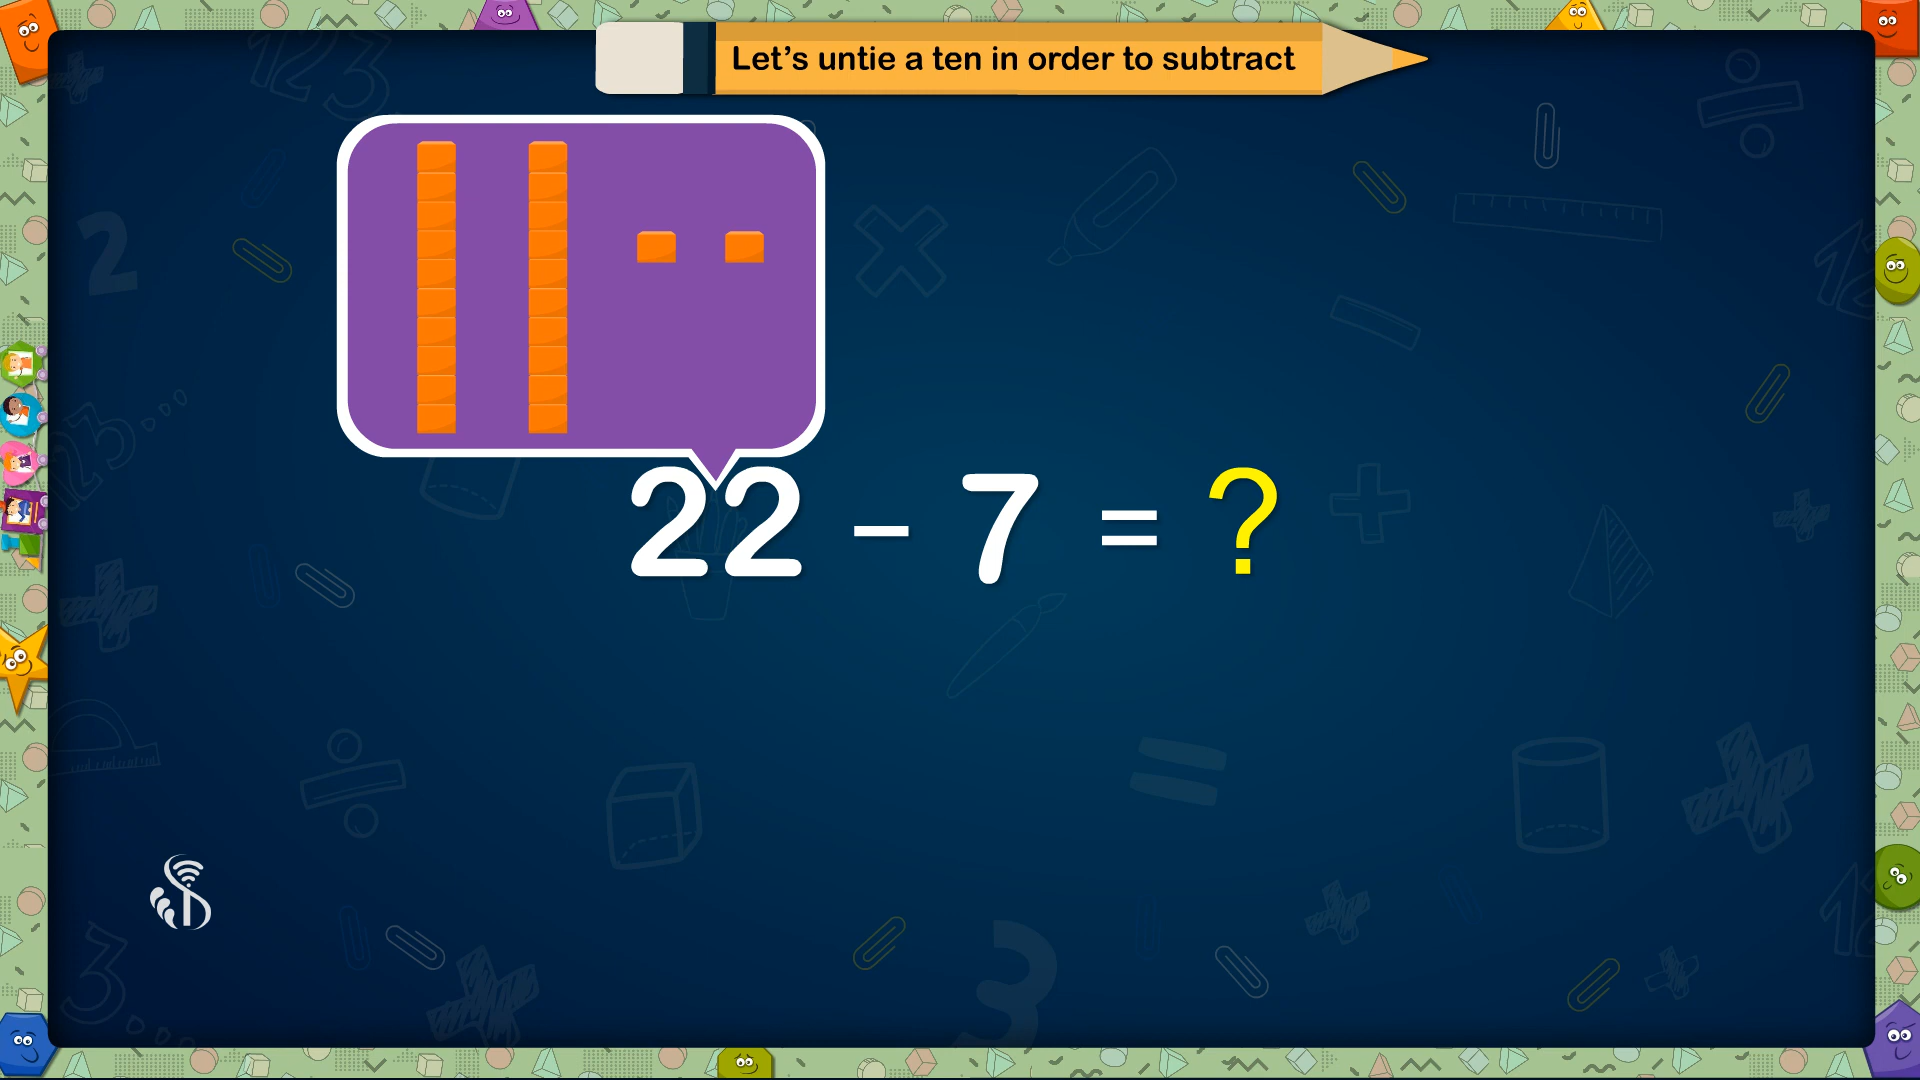 Let’s untie a ten in order to subtract
22 – 7 = ?